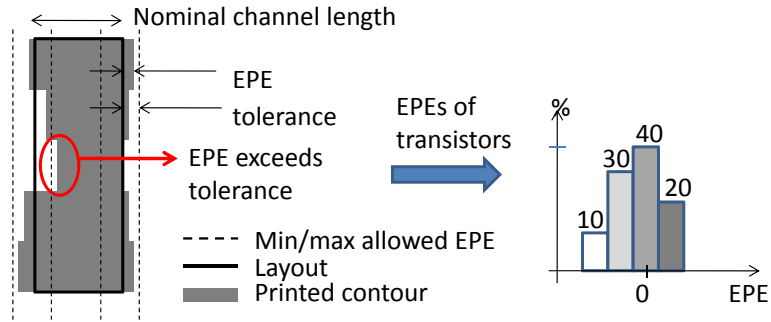 Nominal channel length
EPE
tolerance
EPE exceeds
tolerance
Min/max allowed EPE
Layout
Printed contour
EPEs of
transistors
%
40
30
20
10
0
EPE